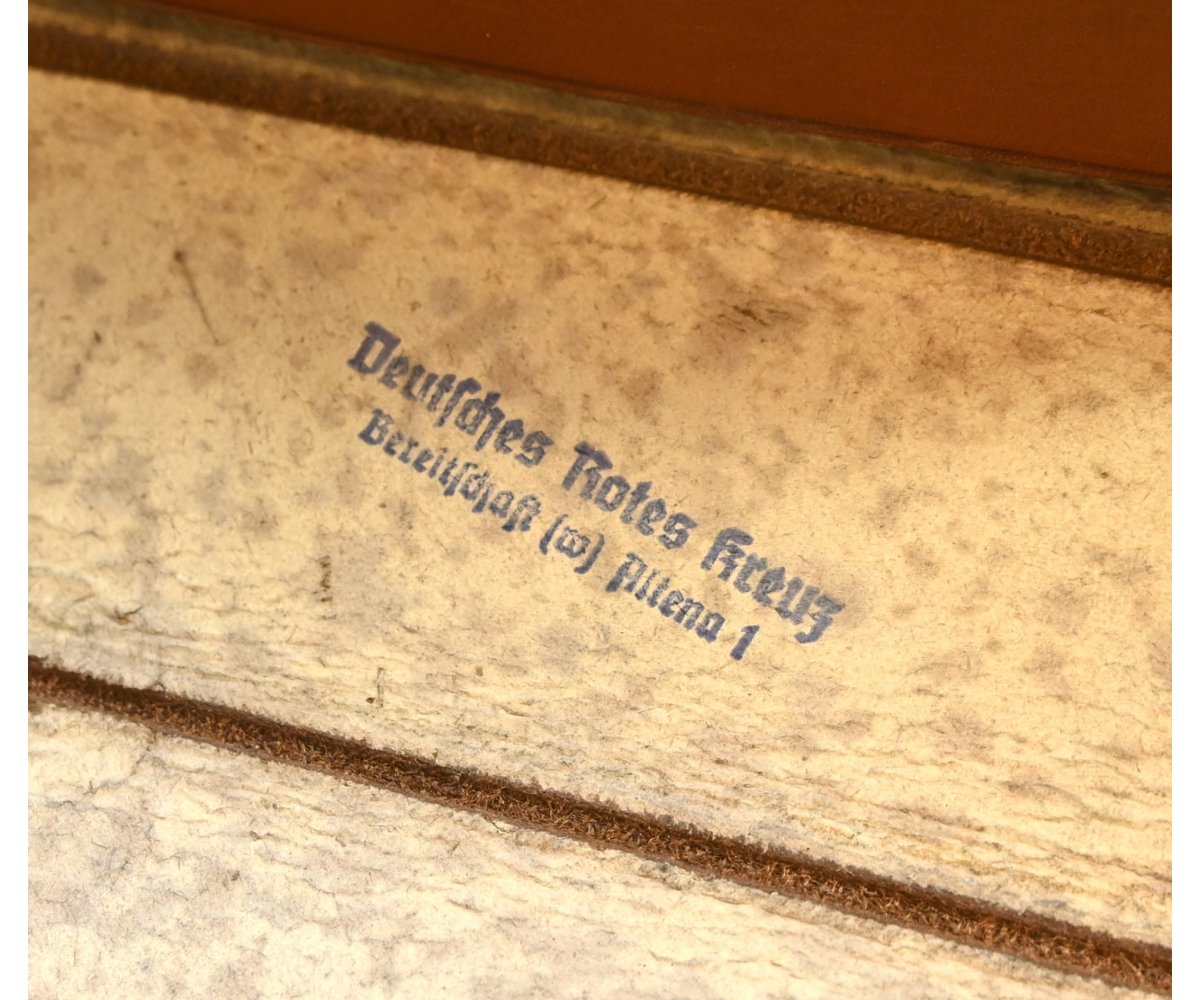 Deutsches Rotes Kreuz
Bereitschaft (w) Altena 1